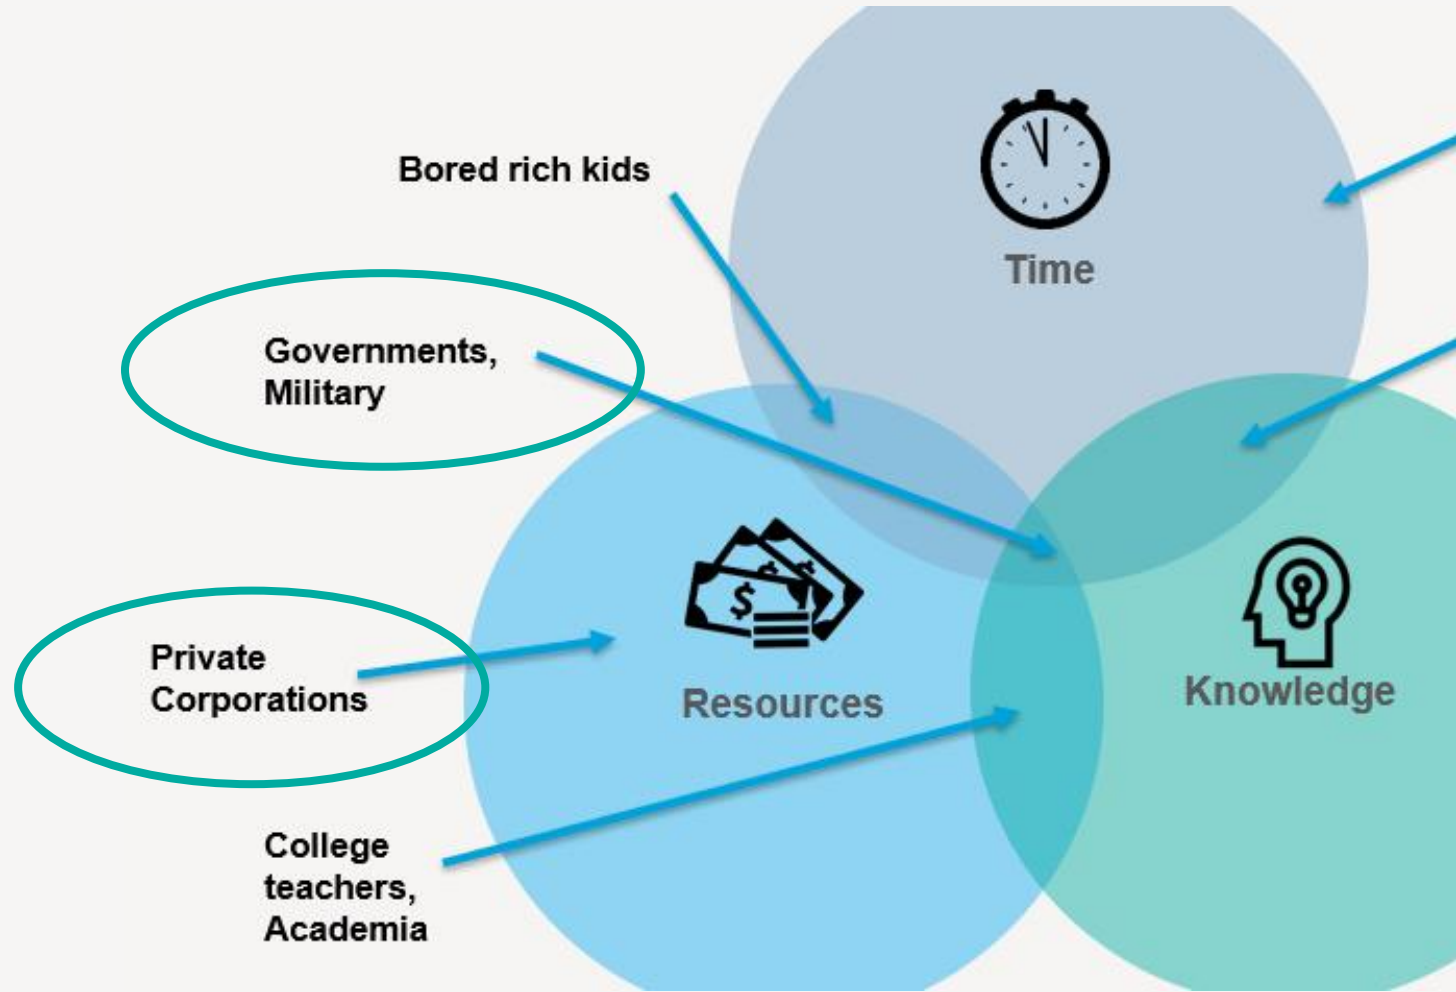 Bored rich kids
Time
Governments,
Military
$
$
$
Resources
Knowledge
Private
Corporations
College
teachers,
Academia